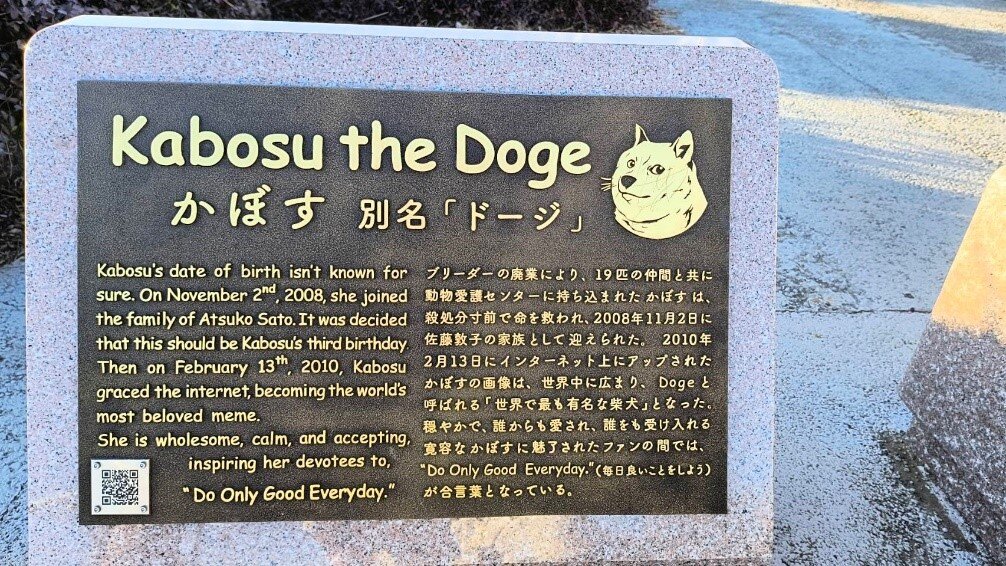 Kabosu the Doge
かぼす 別名「ドージ」
Kabosu's date of birth isn't known for
sure. On November 2nd, 2008, she joined
the family of Atsuko Sato. It was decided
that this should be Kabosu's third birthday.
Then on February 13th, 2010, Kabosu
graced the internet, becoming the world's
most beloved meme.
She is wholesome, calm, and accepting,
inspiring her devotees to,
"Do Only Good Everyday."
ブリーダーの廃業により、19匹の仲間と共に
動物愛護センターに持ち込まれた かぼす は、
殺処分寸前で命を救われ、2008年11月2日に
佐藤敦子の家族として 迎えられた。 2010年
2月13日にインターネット上にアップされた
かぼすの画像は、世界中に広まり、 Doge と
呼ばれる「世界で最も有名な柴犬」となった。
穏やかで、誰からも愛され、誰をも受け入れる
寛容なかぼすに魅了されたファンの間では、
"Do Only Good Everyday."(毎日良いことをしよう)
が合言葉となっている。